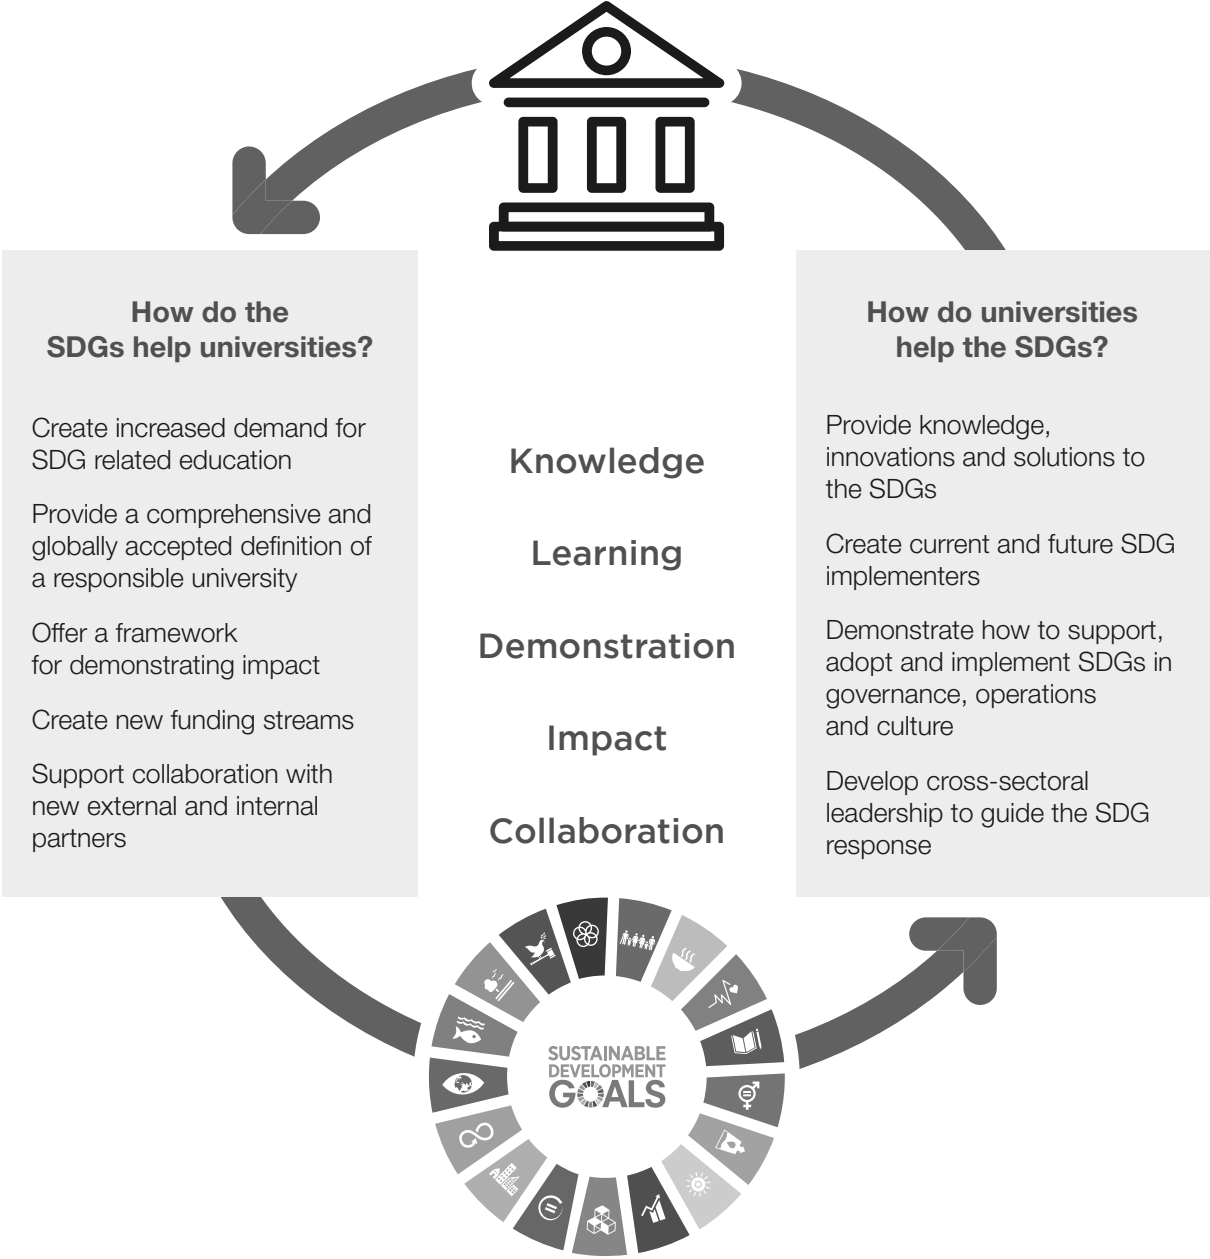 How do the
SDGs help universities?
Create increased demand for
SDG related education
Provide a comprehensive and
globally accepted definition of
a responsible university
Offer a framework
for demonstrating impact
Create new funding streams
Support collaboration with
new external and internal
partners
Knowledge
Learning
Demonstration
Impact
Collaboration
How do universities
help the SDGs?
Provide knowledge,
innovations and solutions to
the SDGs
Create current and future SDG
implementers
Demonstrate how to support,
adopt and implement SDGs in
governance, operations
and culture
Develop cross-sectoral
leadership to guide the SDG
response
SUSTAINABLE
DEVELOPMENT
GOALS